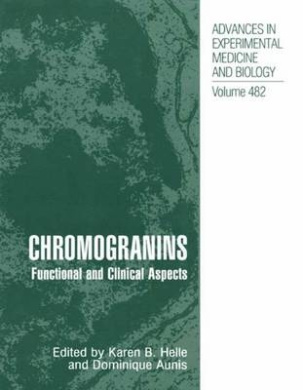 ADVANCES IN
EXPERIMENTAL
MEDICINE
AND BIOLOGY
Volume 482
CHROMOGRANINS
Functional and Clinical Aspects
Edited by Karen B. Helle
and Dominique Aunis